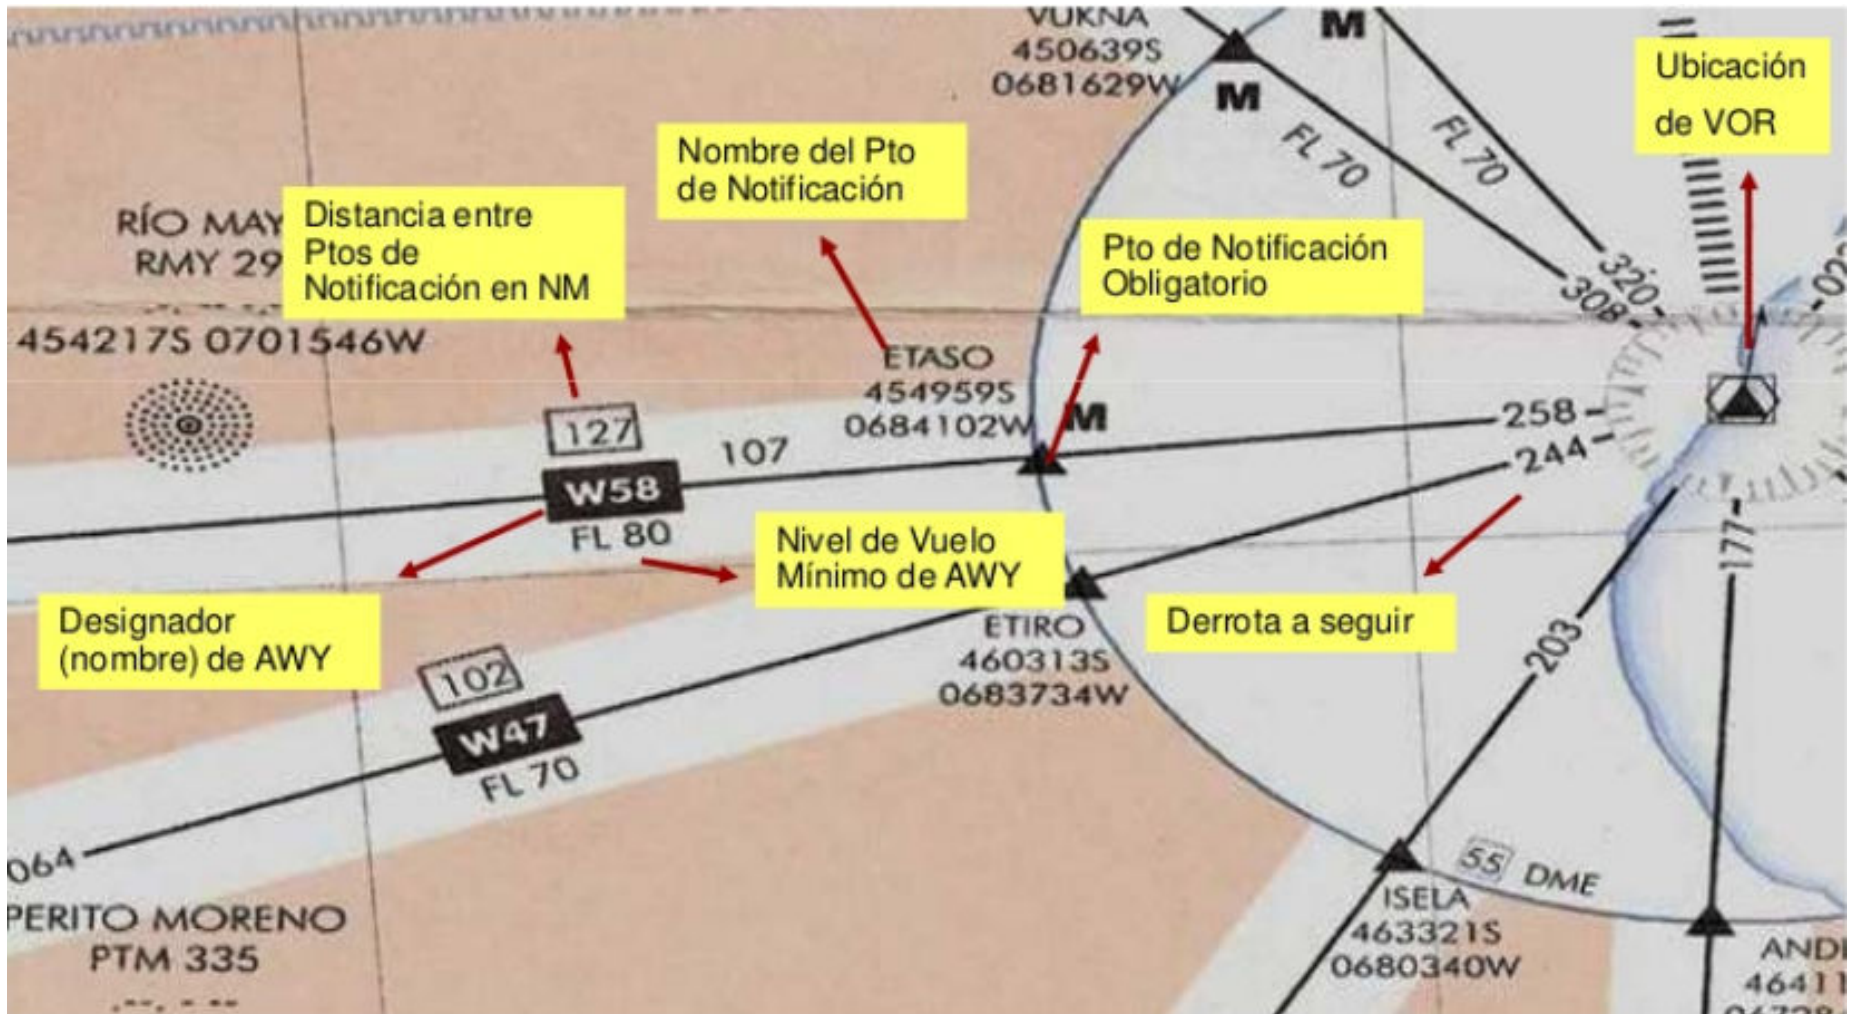 VUKNA
450639S
0681629W
M
M
FL 70
FL 70
320
308
Ubicación
de VOR
Nombre del Pto
de Notificación
RÍO MAY
RMY 29
454217S 0701546W
Distancia entre
Ptos de
Notificación en NM
Pto de Notificación
Obligatorio
ETASO
454959S
0684102W
M
127
107
W58
FL 80
258
244
177
203
Nivel de Vuelo
Mínimo de AWY
Designador
(nombre) de AWY
Derrota a seguir
ETIRO
460313S
0683734W
102
W47
FL 70
064
PERITO MORENO
PTM 335
55 DME
ISELA
463321S
0680340W
ANDI
46411